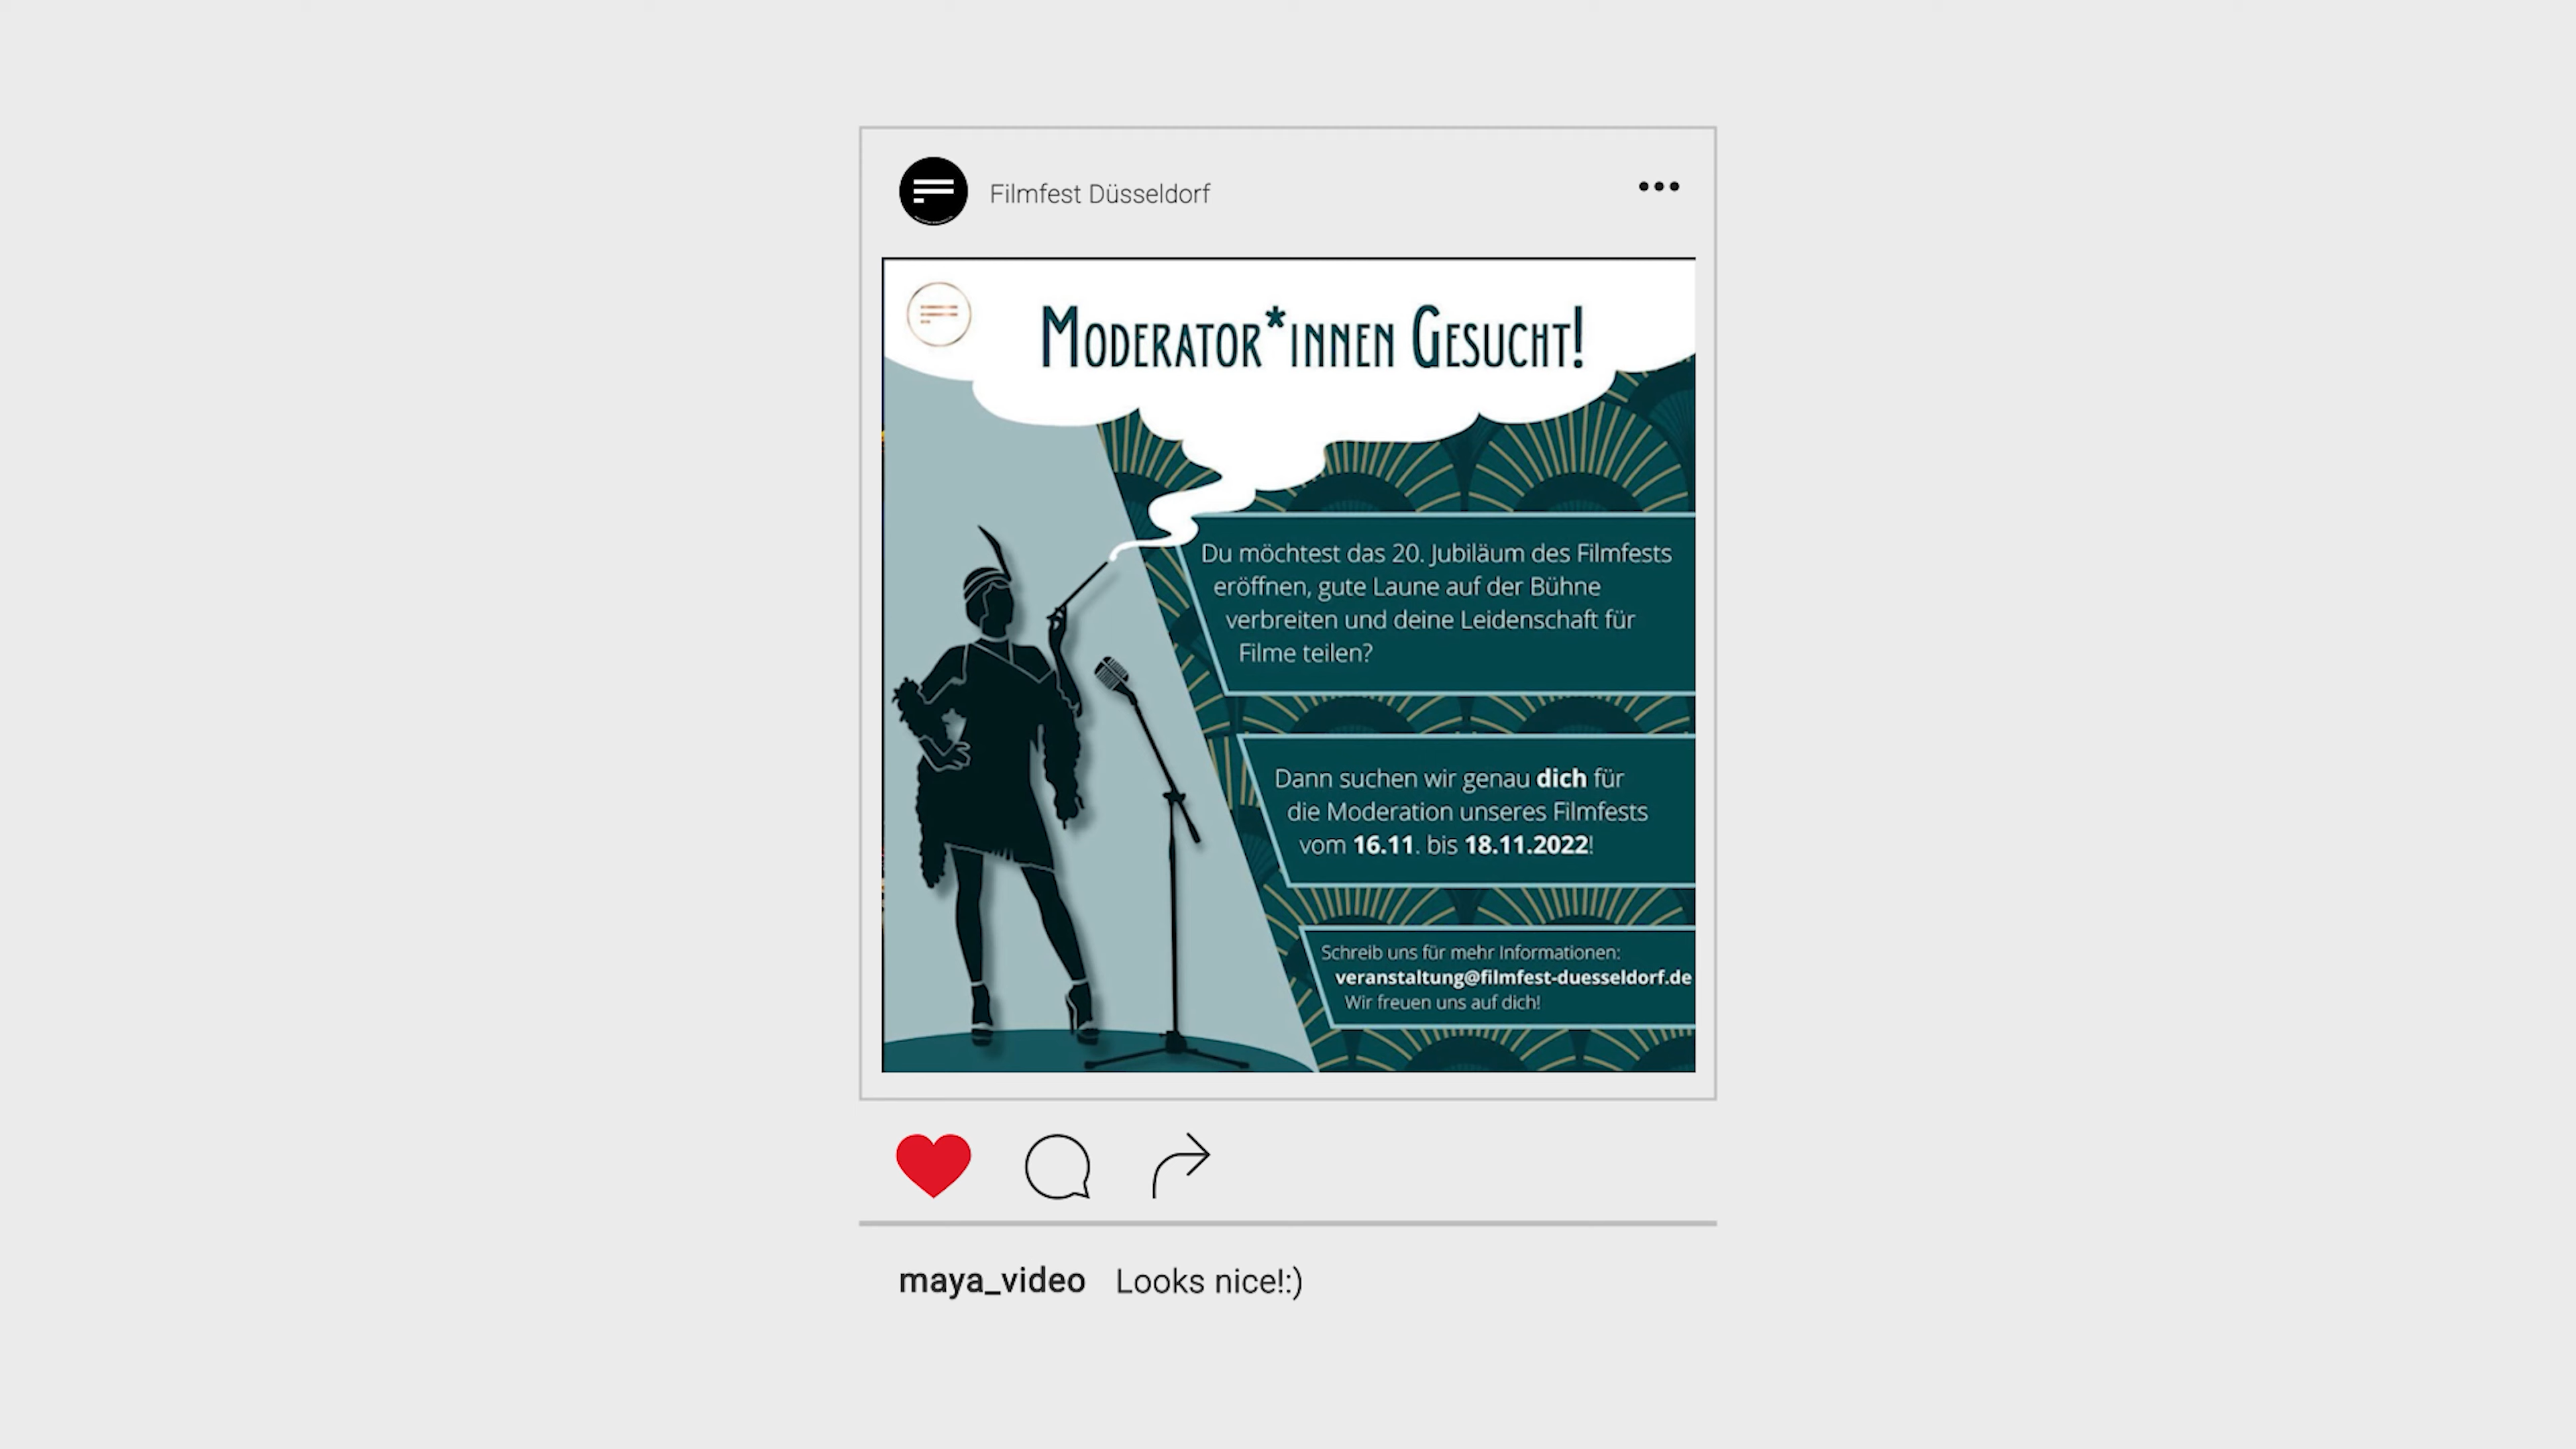 Filmfest Düsseldorf
Moderator*innen Gesucht!
Du möchtest das 20. Jubiläum des Filmfests
eröffnen, gute Laune auf der Bühne
verbreiten und deine Leidenschaft für
Filme teilen?
Dann suchen wir genau dich für
die Moderation unseres Filmfests
vom 16.11. bis 18.11.2022!
Schreib uns für mehr Informationen:
veranstaltung@filmfest-duesseldorf.de
Wir freuen uns auf dich!
maya_video Looks nice!:)